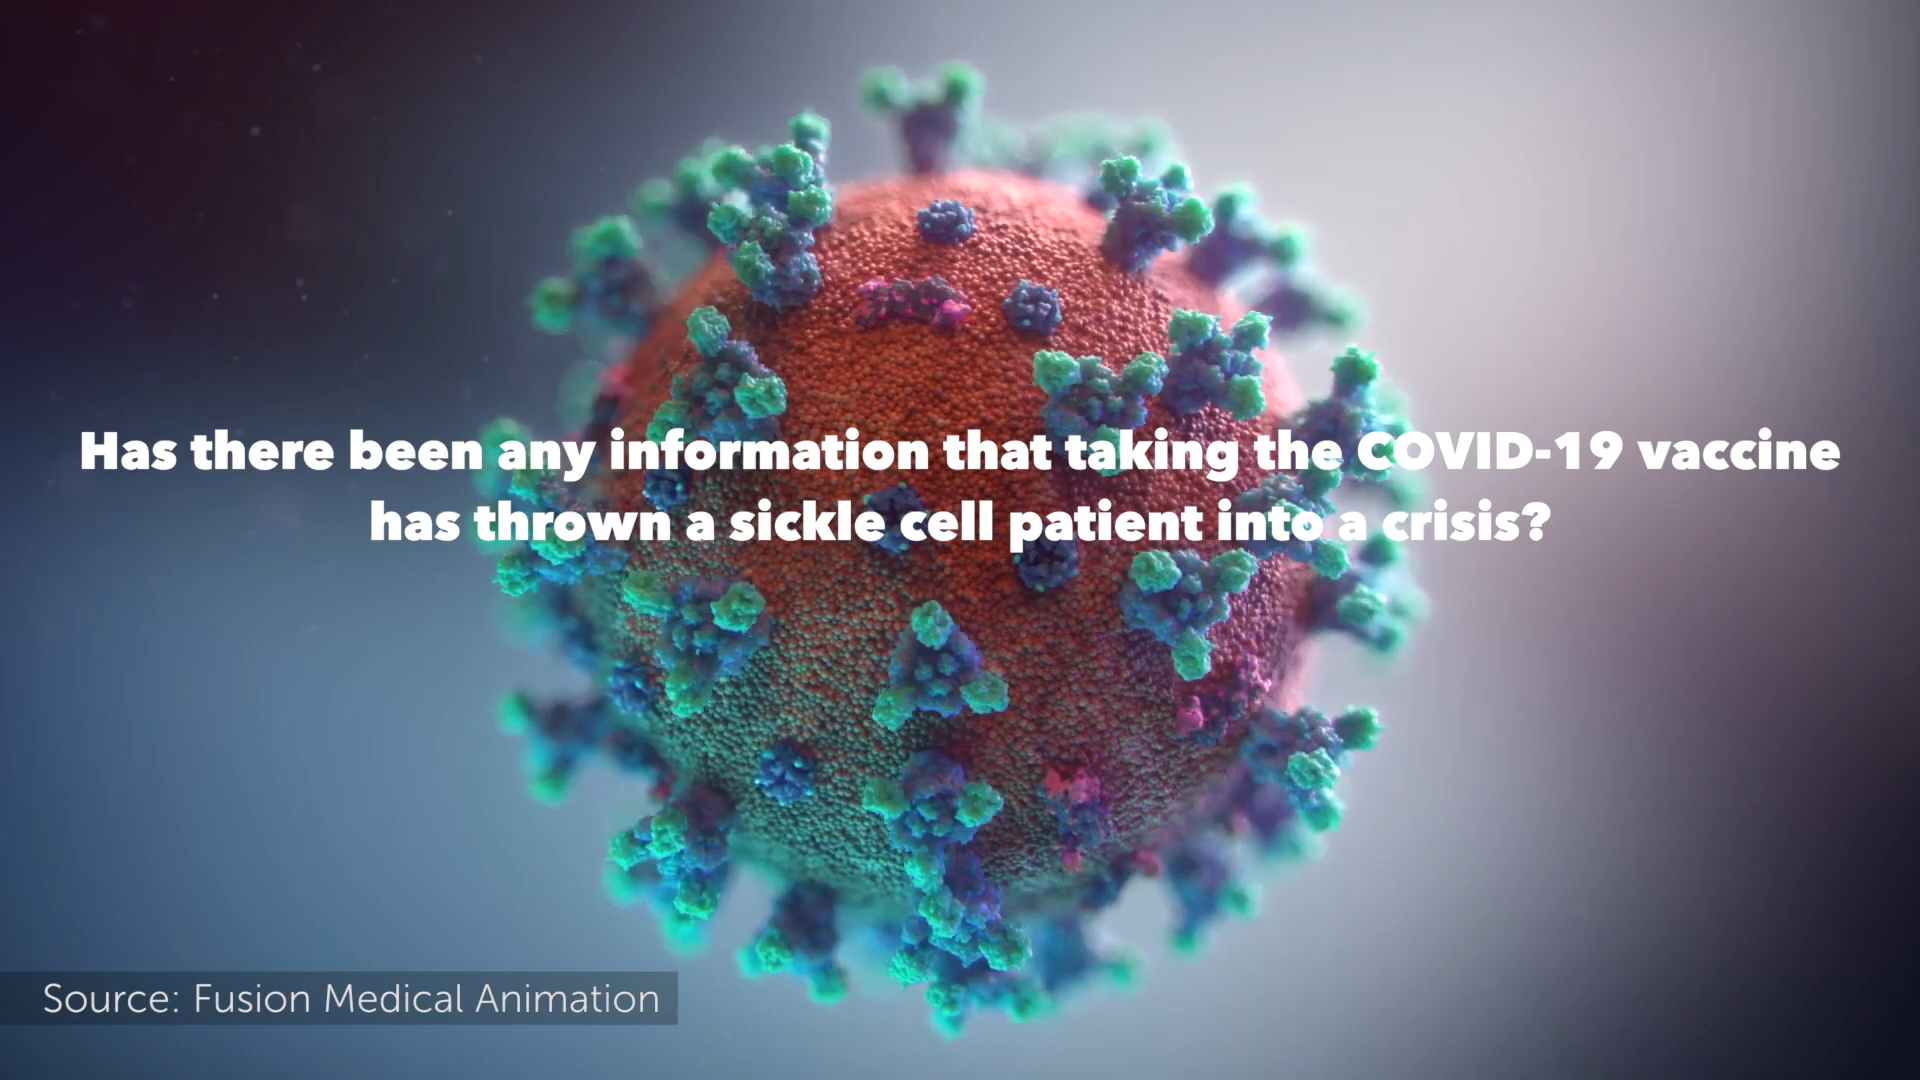 Has there been any information that taking the COVID-19 vaccine
has thrown a sickle cell patient into a crisis?
Source: Fusion Medical Animation